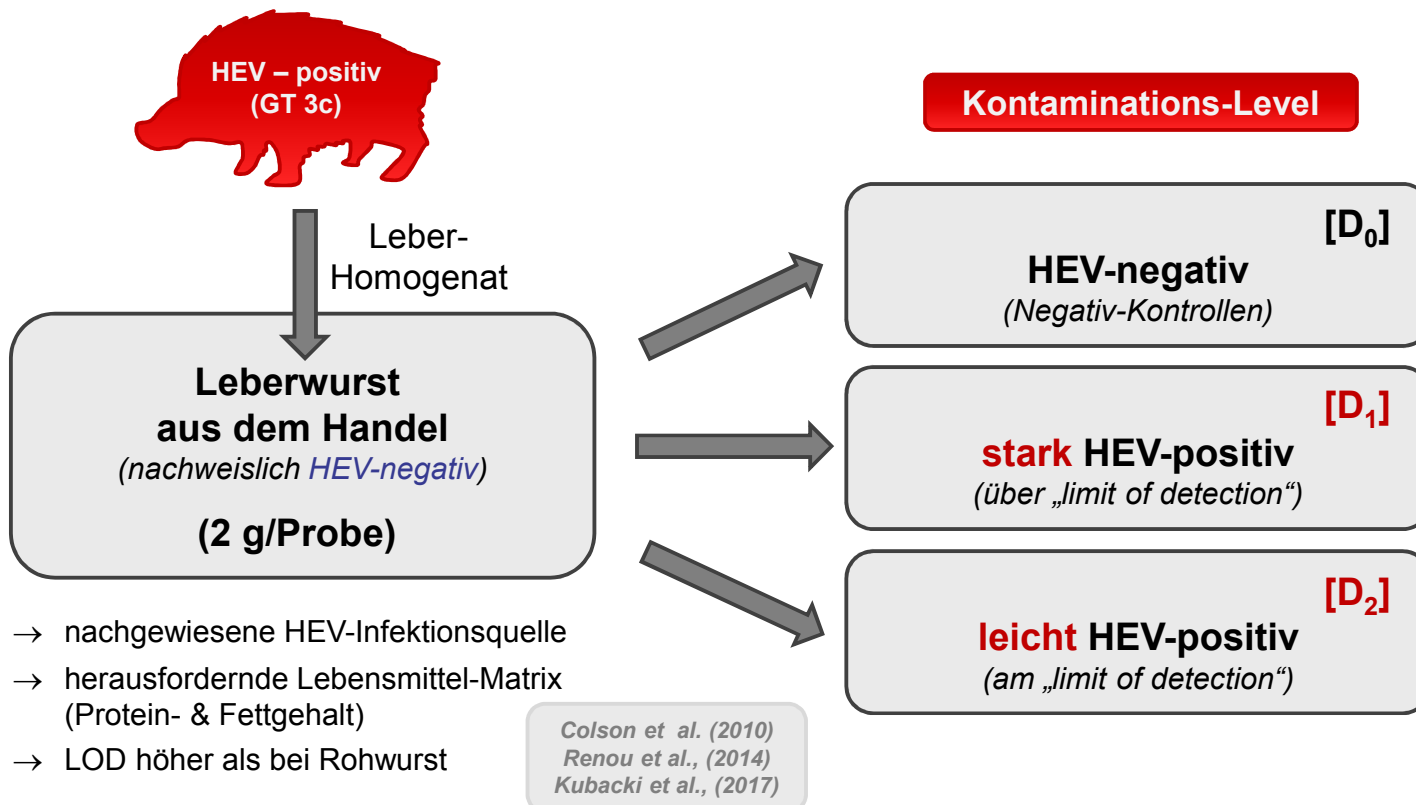 HEV – positiv
(GT 3c)
Leber-
Homogenat
Leberwurst
aus dem Handel
(nachweislich HEV-negativ)
(2 g/Probe)
→ nachgewiesene HEV-Infektionsquelle
→ herausfordernde Lebensmittel-Matrix
(Protein- & Fettgehalt)
→ LOD höher als bei Rohwurst
Colson et al. (2010)
Renou et al., (2014)
Kubacki et al., (2017)
Kontaminations-Level
[D₀]
HEV-negativ
(Negativ-Kontrollen)
[D₁]
stark HEV-positiv
(über „limit of detection“)
[D₂]
leicht HEV-positiv
(am „limit of detection“)